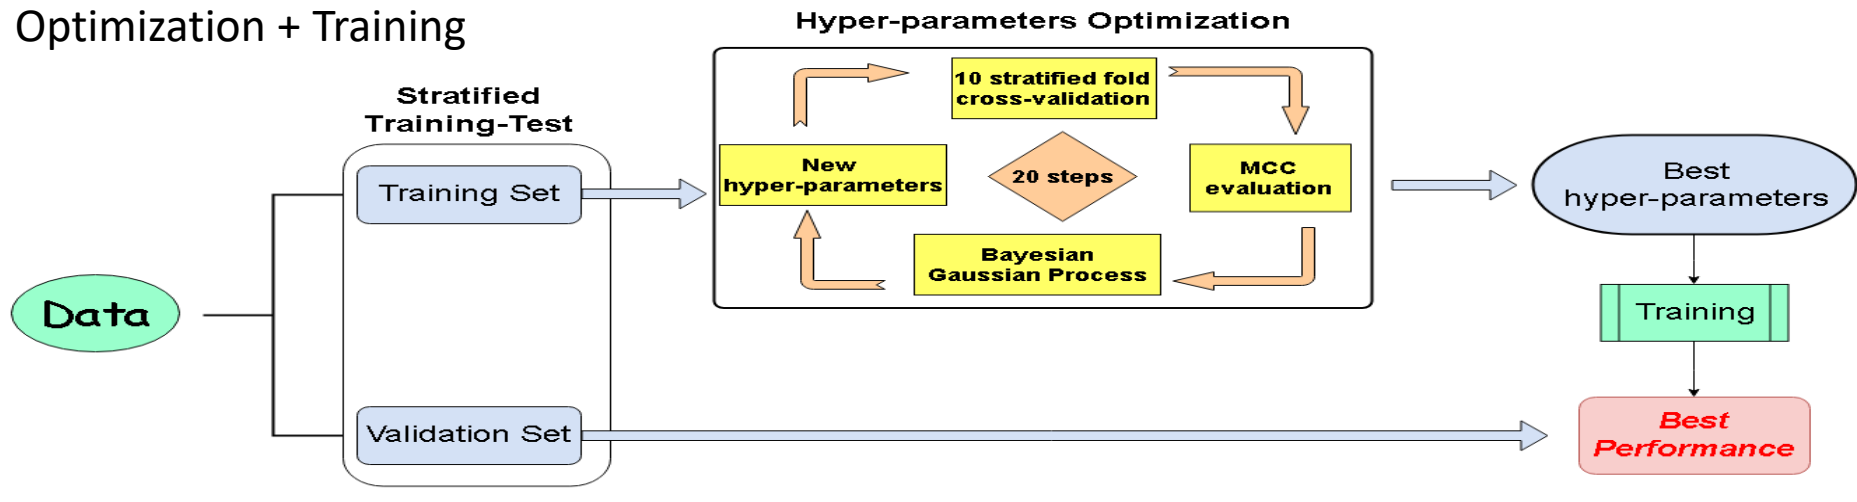 Optimization + Training
Hyper-parameters Optimization
Stratified
Training-Test
Data
Training Set
Validation Set
10 stratified fold
cross-validation
New
hyper-parameters
20 steps
MCC
evaluation
Bayesian
Gaussian Process
Best
hyper-parameters
Training
Best
Performance